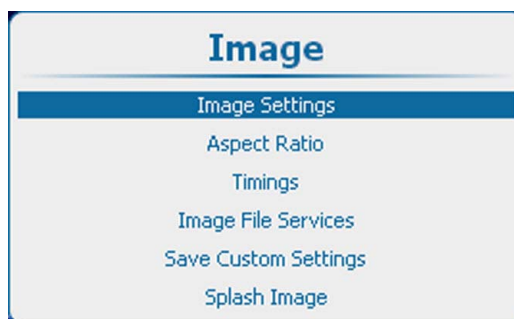 Image
Image Settings
Aspect Ratio
Timings
Image File Services
Save Custom Settings
Splash Image